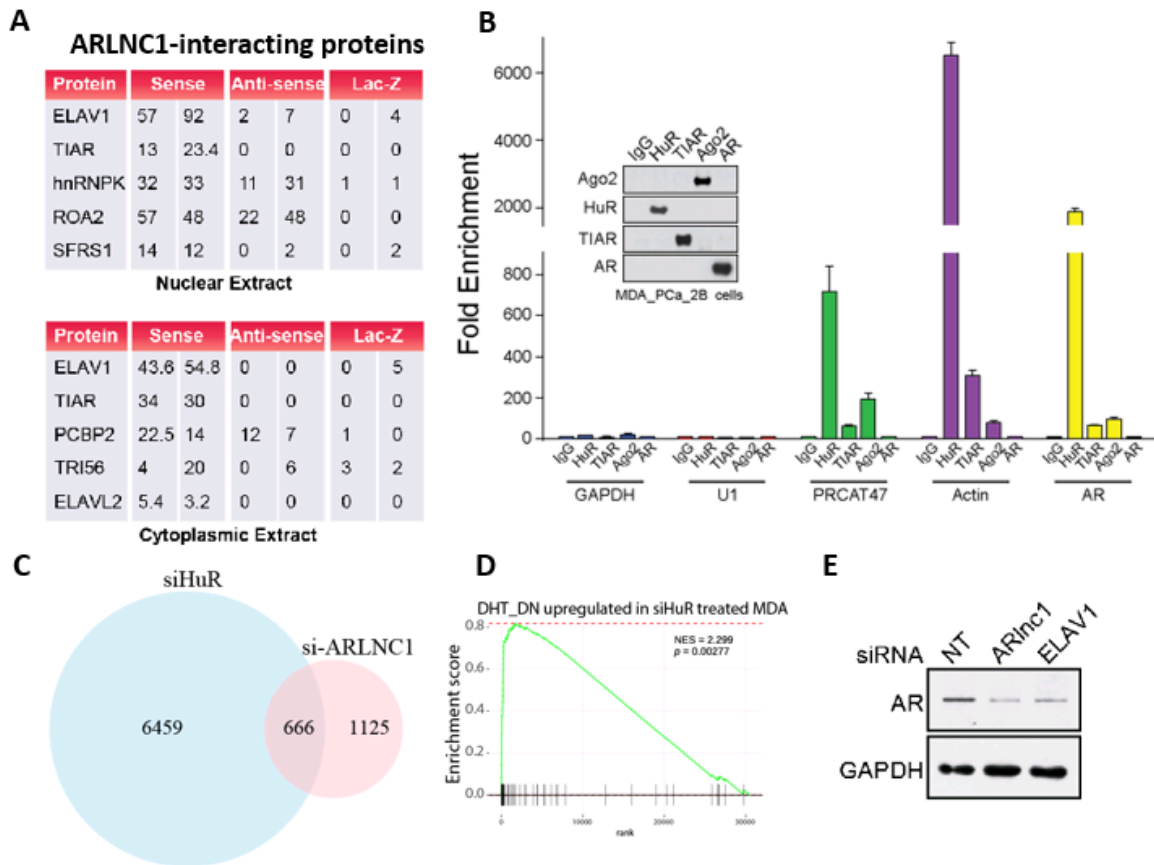 A
ARLNC1-interacting proteins
Protein Sense Anti-sense Lac-Z
ELAV1 57 92 2 7 0 4
TIAR 13 23.4 0 0 0 0
hnRNPK 32 33 11 31 1 1
ROA2 57 48 22 48 0 0
SFRS1 14 12 0 2 0 2
Nuclear Extract
Protein Sense Anti-sense Lac-Z
ELAV1 43.6 54.8 0 0 0 5
TIAR 34 30 0 0 0 0
PCBP2 22.5 14 12 7 1 0
TRI56 4 20 0 6 3 2
ELAVL2 5.4 3.2 0 0 0 0
Cytoplasmic Extract
B
Fold Enrichment
6000
4000
2000
800
600
400
200
0
IgG HuR TIAR Ago2 AR
Ago2
HuR
TIAR
AR
MDA_PCa_2B cells
IgG HuR TIAR Ago2 AR IgG HuR TIAR Ago2 AR IgG HuR TIAR Ago2 AR IgG HuR TIAR Ago2 AR IgG HuR TIAR Ago2 AR
GAPDH U1 PRCAT47 Actin AR
C
siHuR
si-ARLNC1
6459 666 1125
D
DHT_DN upregulated in siHuR treated MDA
NES = 2.299
p = 0.00277
Enrichment score
0.8
0.6
0.4
0.2
0.0
0 10000 20000 30000
rank
E
siRNA NT ARlnc1 ELAV1
AR
GAPDH